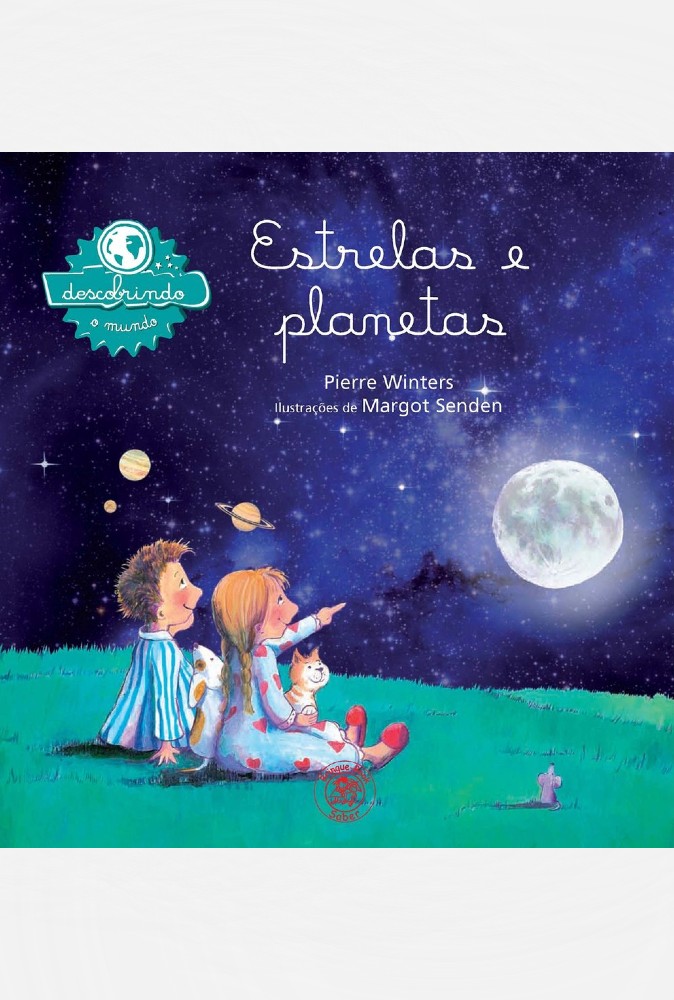 descobrindo
o mundo
Estrelas e
planetas
Pierre Winters
Ilustrações de Margot Senden
Saber